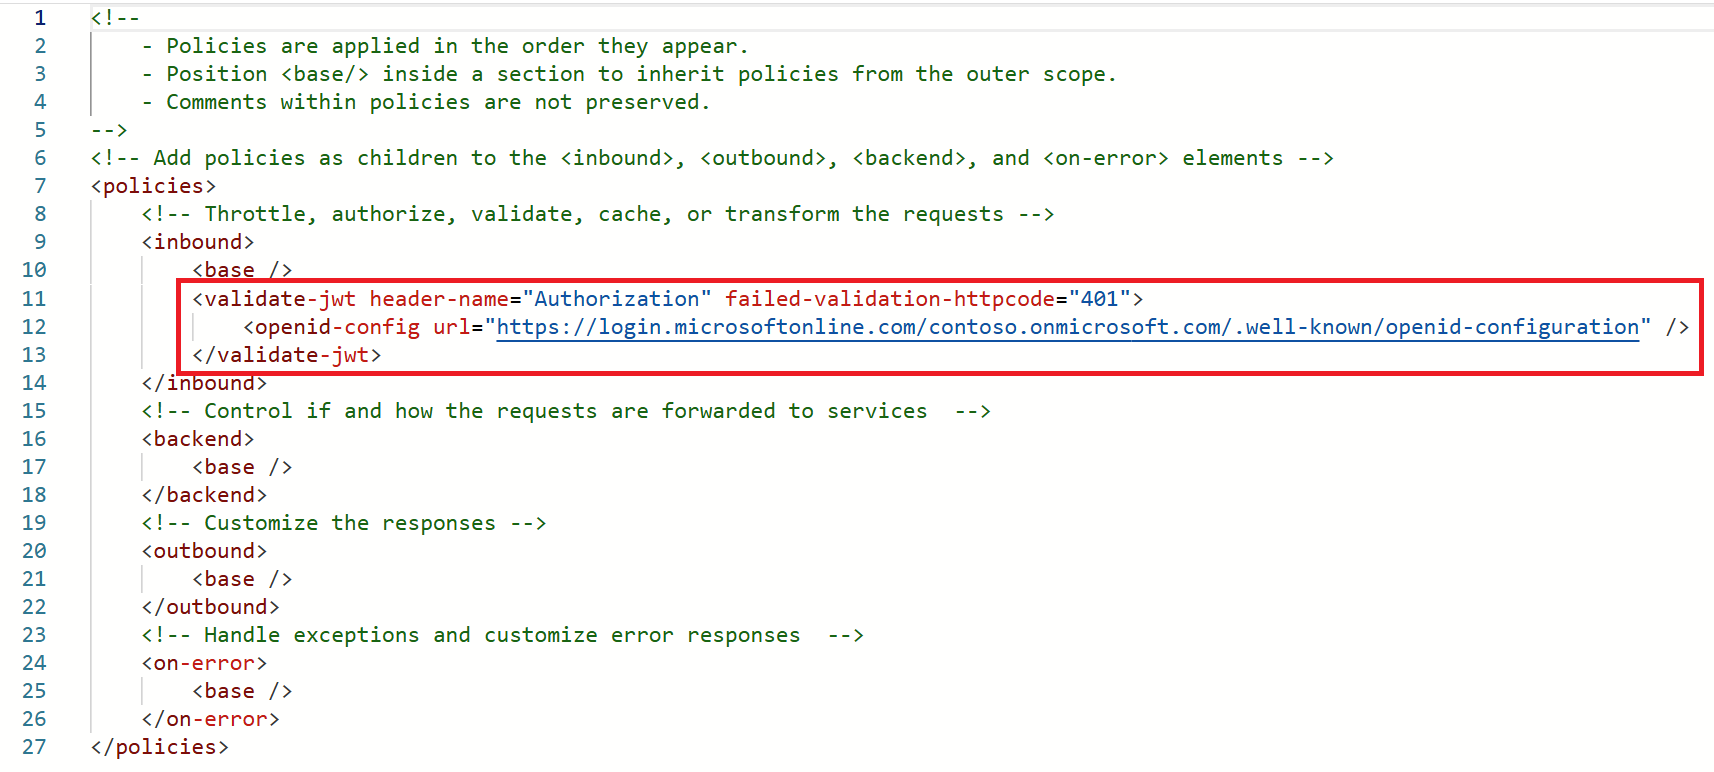 1 <!--
2 - Policies are applied in the order they appear.
3 - Position <base/> inside a section to inherit policies from the outer scope.
4 - Comments within policies are not preserved.
5 -->
6 <!-- Add policies as children to the <inbound>, <outbound>, <backend>, and <on-error> elements -->
7 <policies>
8 <!-- Throttle, authorize, validate, cache, or transform the requests -->
9 <inbound>
10 <base />
11 <validate-jwt header-name="Authorization" failed-validation-httpcode="401">
12 <openid-config url="https://login.microsoftonline.com/contoso.onmicrosoft.com/.well-known/openid-configuration" />
13 </validate-jwt>
14 </inbound>
15 <!-- Control if and how the requests are forwarded to services  -->
16 <backend>
17 <base />
18 </backend>
19 <!-- Customize the responses -->
20 <outbound>
21 <base />
22 </outbound>
23 <!-- Handle exceptions and customize error responses  -->
24 <on-error>
25 <base />
26 </on-error>
27 </policies>